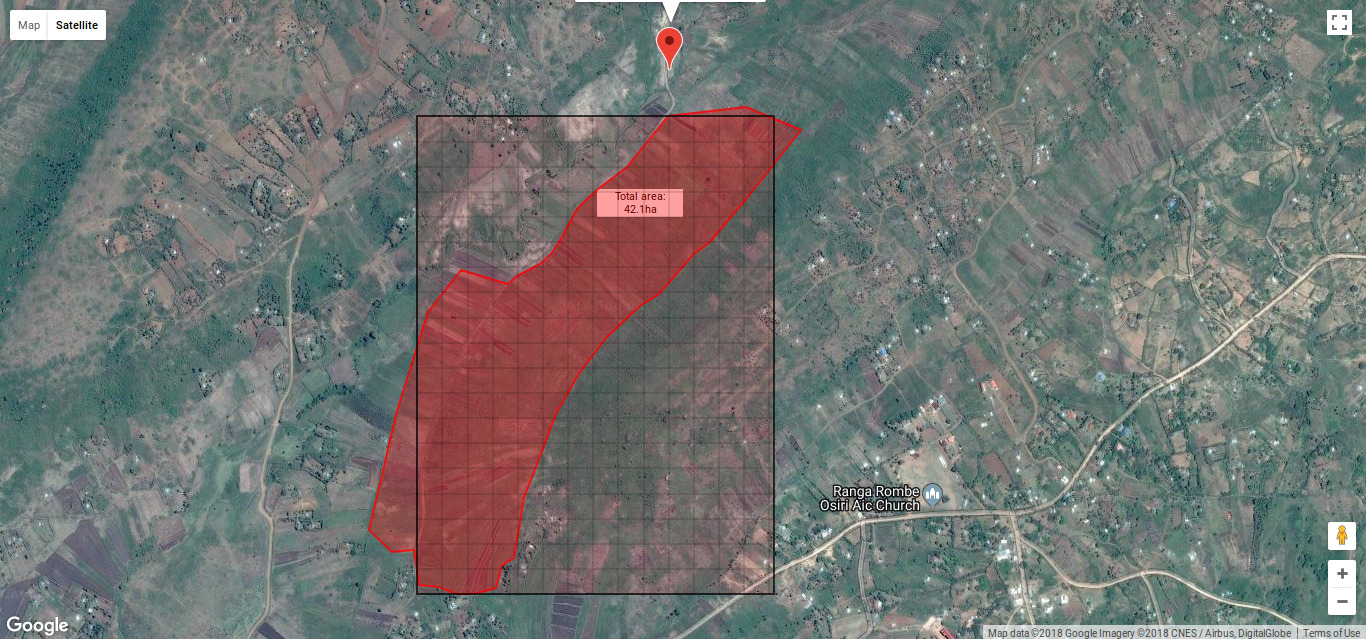 Map Satellite
Total area:
42.1ha
Ranga Rombe
Osiri Aic Church
+
−
Google
Map data ©2018 Google Imagery ©2018 CNES / Airbus, DigitalGlobe Terms of Use